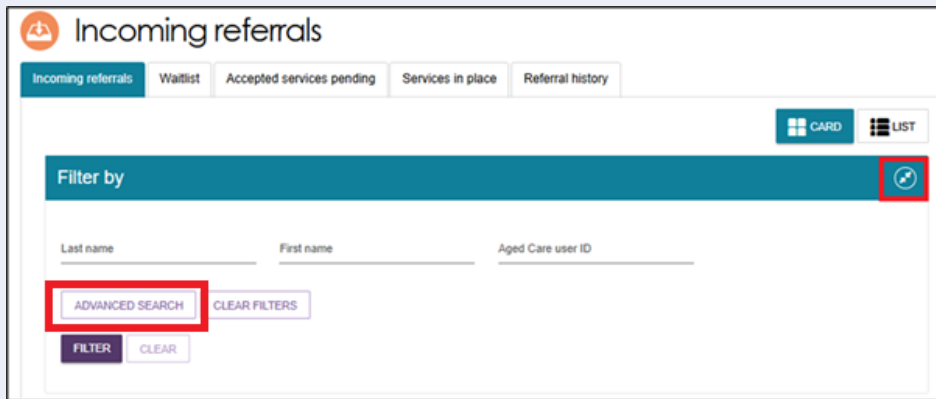 Incoming referrals
Incoming referrals Waitlist Accepted services pending Services in place Referral history
CARD LIST
Filter by
Last name First name Aged Care user ID
ADVANCED SEARCH CLEAR FILTERS
FILTER CLEAR